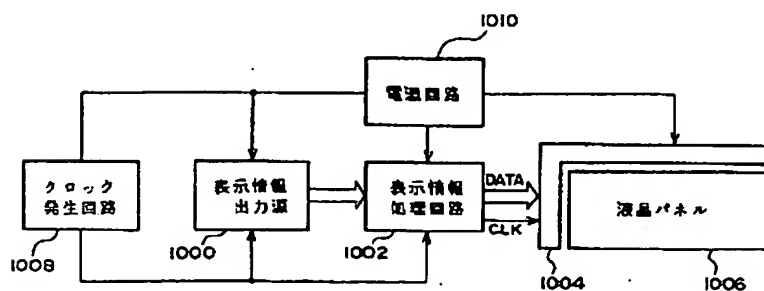 1010
電源回路
クロック
発生回路
表示情報
出力源
表示情報
処理回路
DATA
CLK
液晶パネル
1008
1000
1002
1004
1006